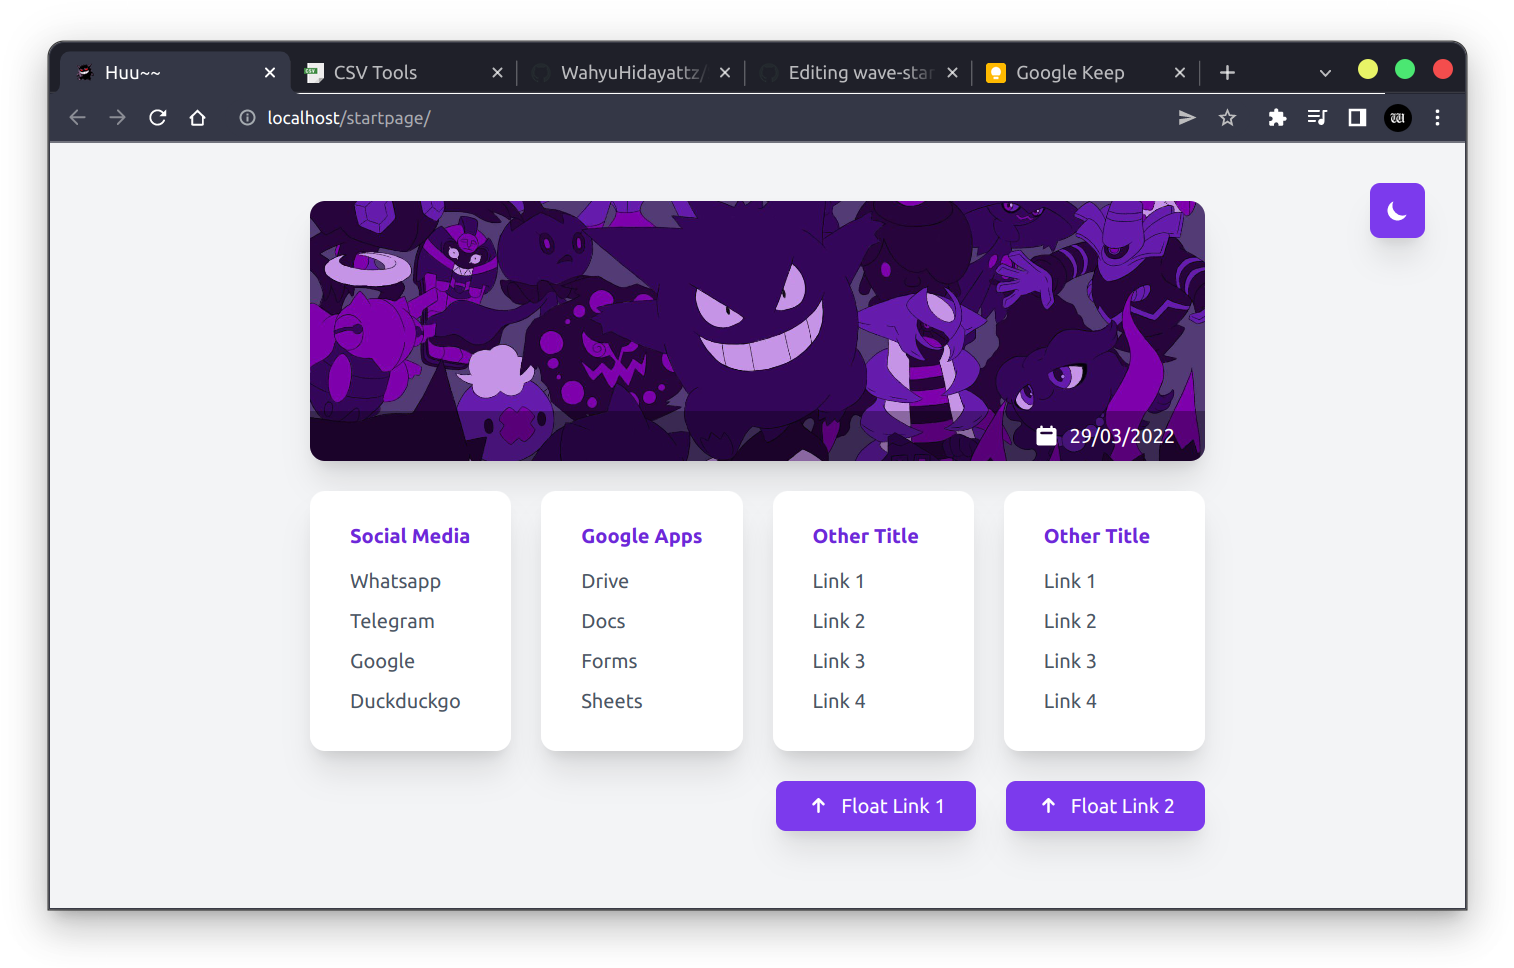 Huu~~
CSV Tools
WahyuHidayattz/
Editing wave-star
Google Keep
localhost/startpage/
29/03/2022
Social Media
Whatsapp
Telegram
Google
Duckduckgo
Google Apps
Drive
Docs
Forms
Sheets
Other Title
Link 1
Link 2
Link 3
Link 4
Other Title
Link 1
Link 2
Link 3
Link 4
Float Link 1
Float Link 2